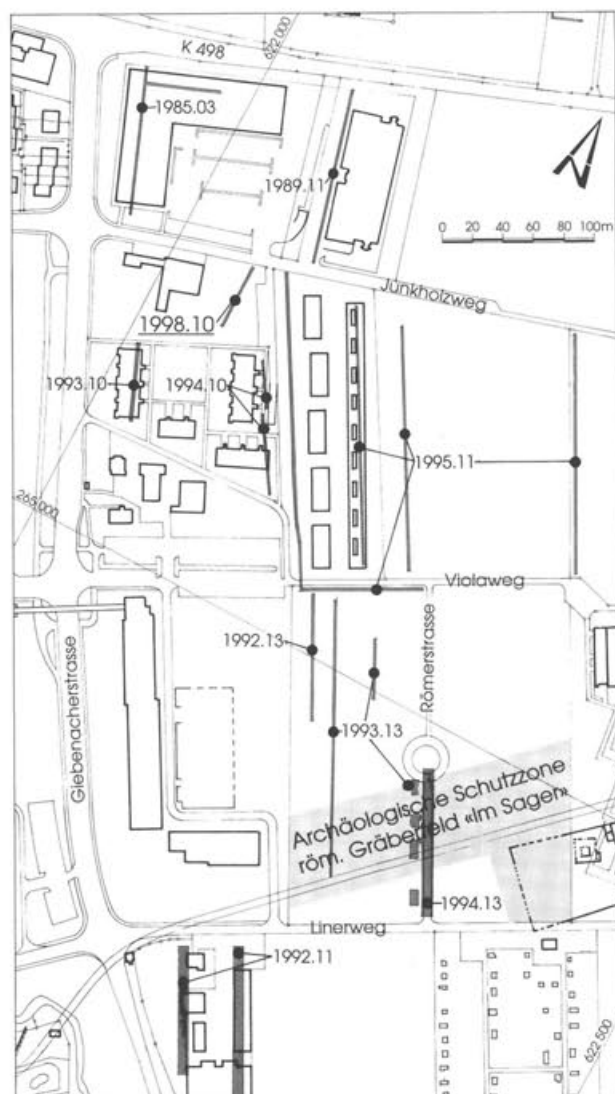 K 498
622 000
1985.03
1989.11
0 20 40 60 80 100m
Junkholzweg
1998.10
1993.10
1994.10
1995.11
265 000
Violaweg
Giebenacherstrasse
1992.13
Römerstrasse
1993.13
Archäologische Schutzzone
röm. Gräberfeld «Im Sager»
1994.13
Linerweg
1992.11
622 500